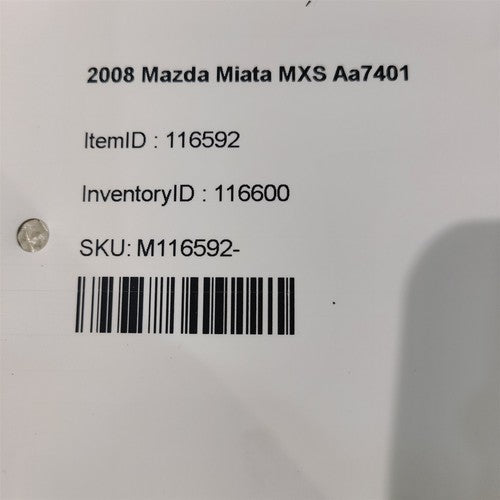 2008 Mazda Miata MXS Aa7401
ItemID : 116592
InventoryID : 116600
SKU: M116592-